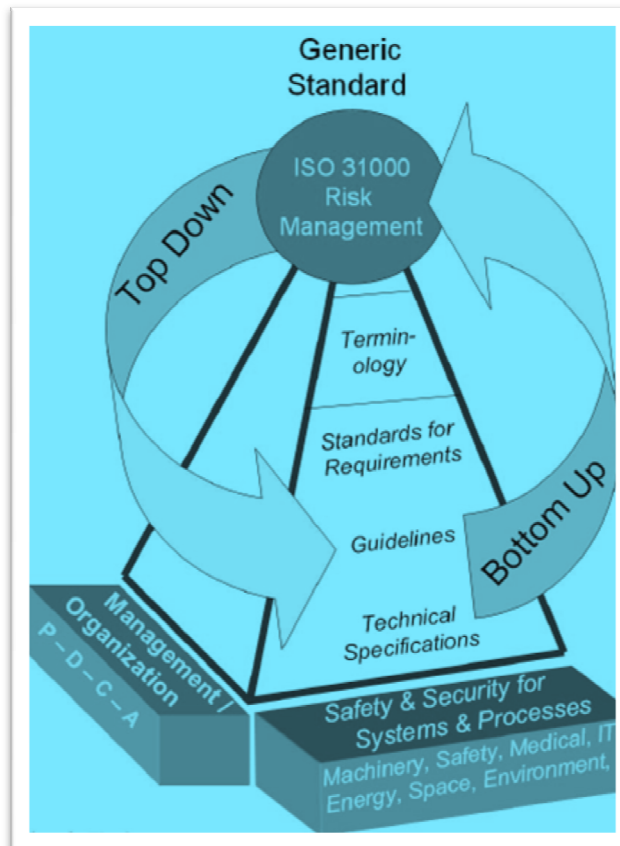 Generic
Standard
ISO 31000
Risk
Management
Top Down
Termin-
ology
Standards for
Requirements
Guidelines
Bottom Up
Technical
Specifications
Management /
Organization
P – D – C – A
Safety & Security for
Systems & Processes
Machinery, Safety, Medical, IT
Energy, Space, Environment,